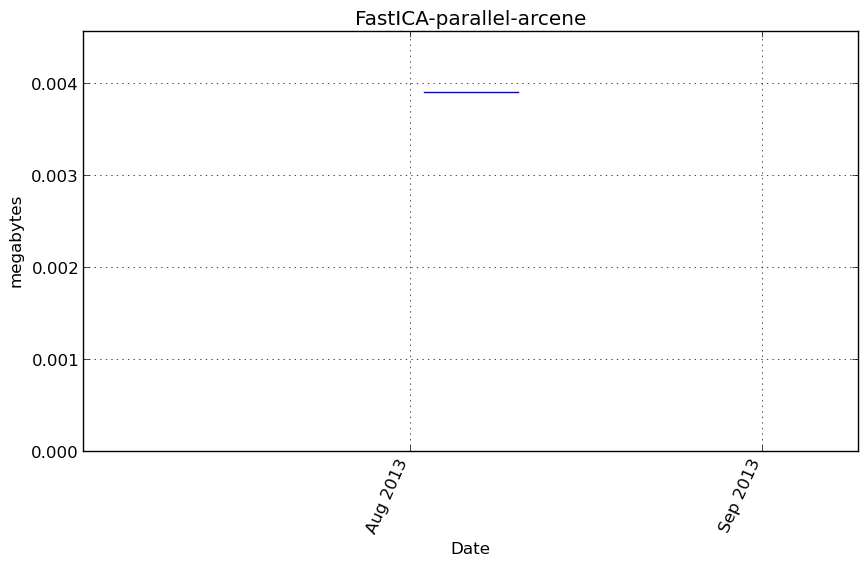 FastICA-parallel-arcene
0.004
0.003
0.002
0.001
0.000
megabytes
Aug 2013
Sep 2013
Date